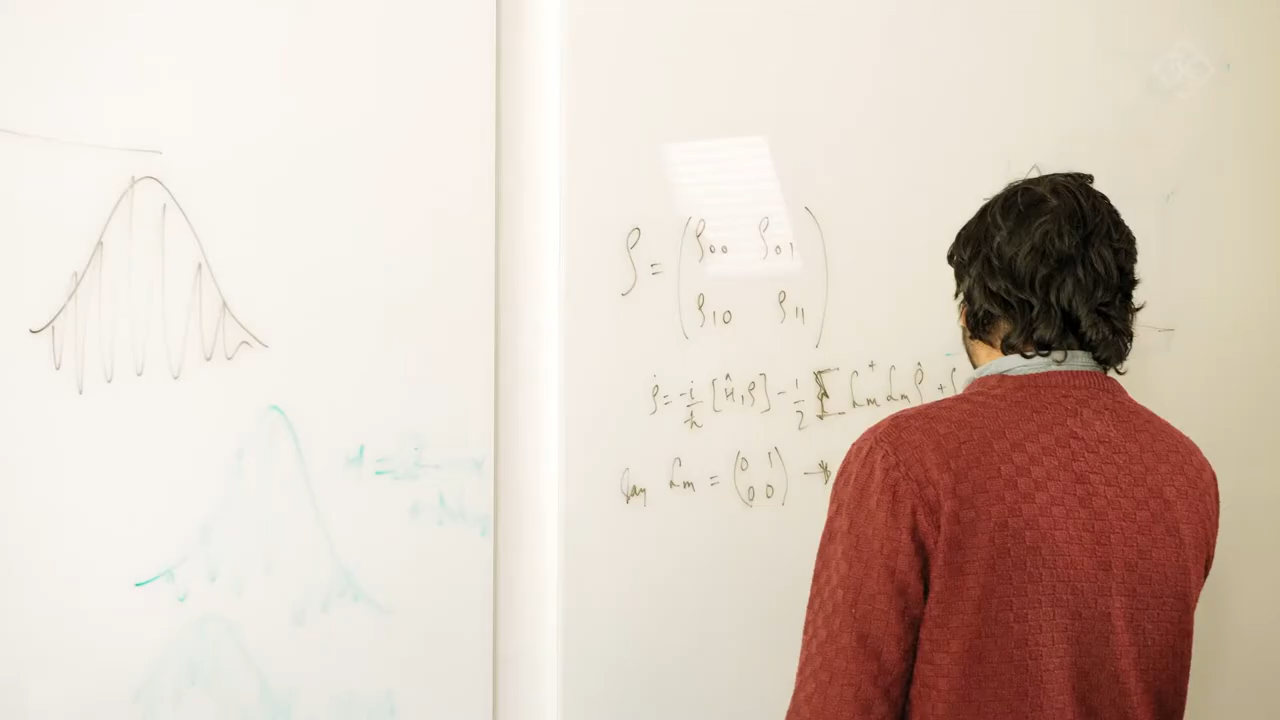 ρ = ( ρ00 ρ01
ρ10 ρ11 )
ρ̇ = -i/ħ [Ĥ, ρ] - 1/2 Σ L̂m⁺ L̂m ρ̂ + ρ
Say L̂m = ( 0 1
0 0 ) →